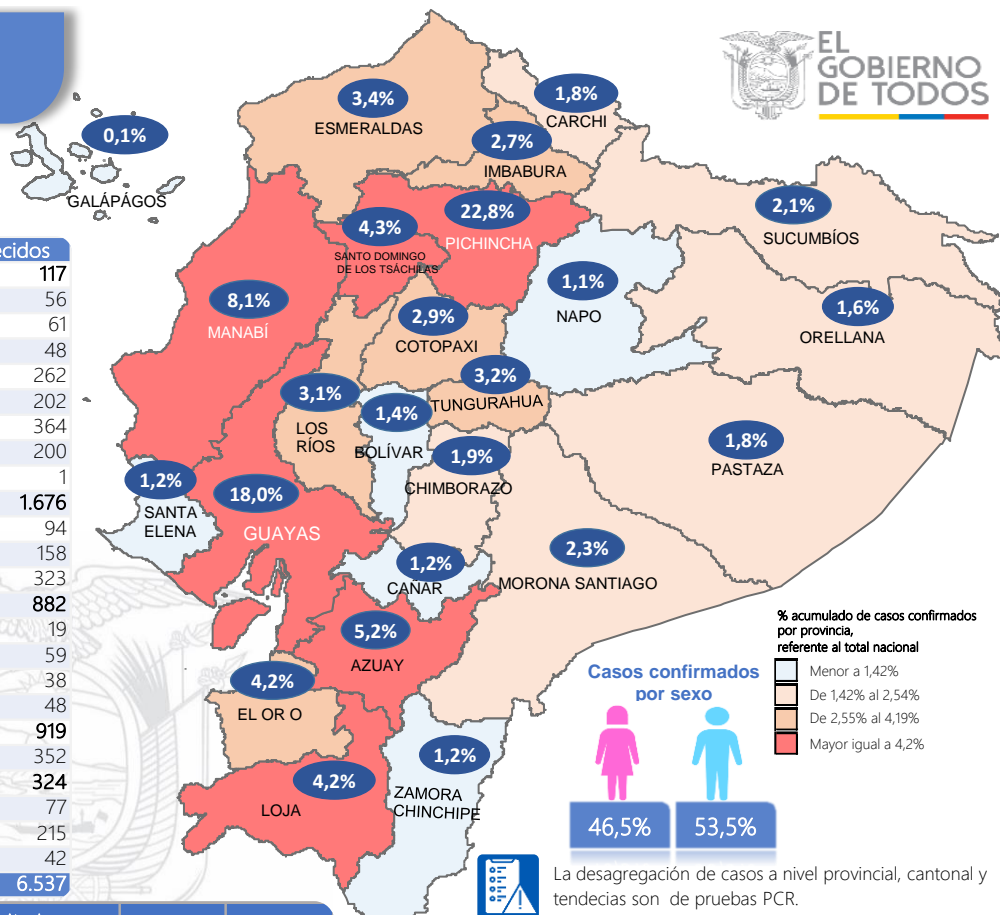 EL
GOBIERNO
DE TODOS
0,1%
GALÁPÁGOS
3,4%
ESMERALDAS
1,8%
CARCHI
2,7%
IMBABURA
22,8%
PICHINCHA
4,3%
SANTO DOMINGO
DE LOS TSÁCHILAS
2,1%
SUCUMBÍOS
8,1%
MANABÍ
1,1%
NAPO
1,6%
ORELLANA
2,9%
COTOPAXI
3,2%
TUNGURAHUA
3,1%
LOS
RÍOS
1,4%
BOLÍVAR
1,9%
CHIMBORAZO
1,8%
PASTAZA
1,2%
SANTA
ELENA
18,0%
GUAYAS
1,2%
CAÑAR
2,3%
MORONA SANTIAGO
5,2%
AZUAY
4,2%
EL OR O
4,2%
LOJA
1,2%
ZAMORA
CHINCHIPE
ecidos
117
56
61
48
262
202
364
200
1
1.676
94
158
323
882
19
59
38
48
919
352
324
77
215
42
6.537
% acumulado de casos confirmados
por provincia,
referente al total nacional
Menor a 1,42%
De 1,42% al 2,54%
De 2,55% al 4,19%
Mayor igual a 4,2%
Casos confirmados
por sexo
46,5%
53,5%
La desagregación de casos a nivel provincial, cantonal y
tendecias son de pruebas PCR.